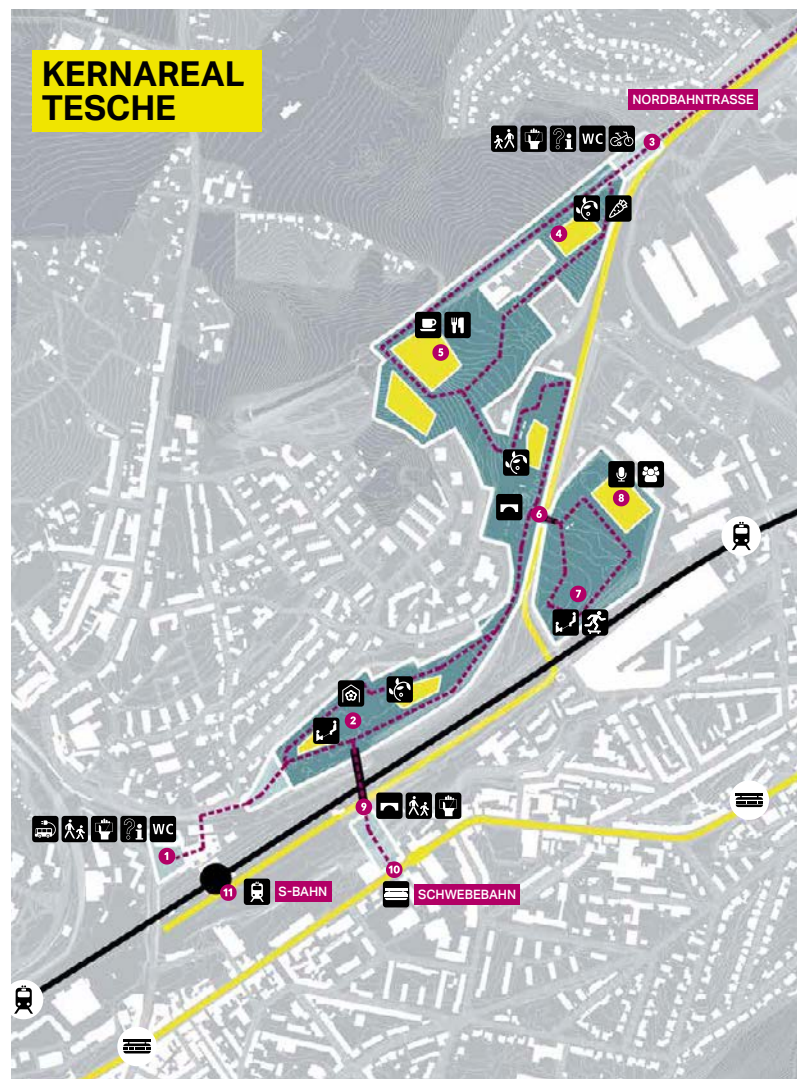 KERNAREAL
TESCHE
NORDBAHNTRASSE
WC
3
4
5
8
6
7
2
9
WC
1
10
11
S-BAHN
SCHWEBEBAHN